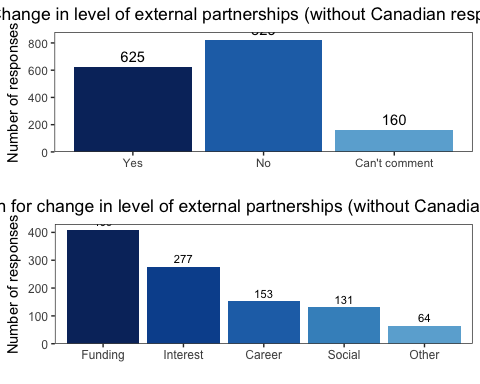 Change in level of external partnerships (without Canadian resp
Number of responses
800
600
400
200
0
625
160
Yes
No
Can't comment
for change in level of external partnerships (without Canadia
Number of responses
400
300
200
100
0
277
153
131
64
Funding
Interest
Career
Social
Other